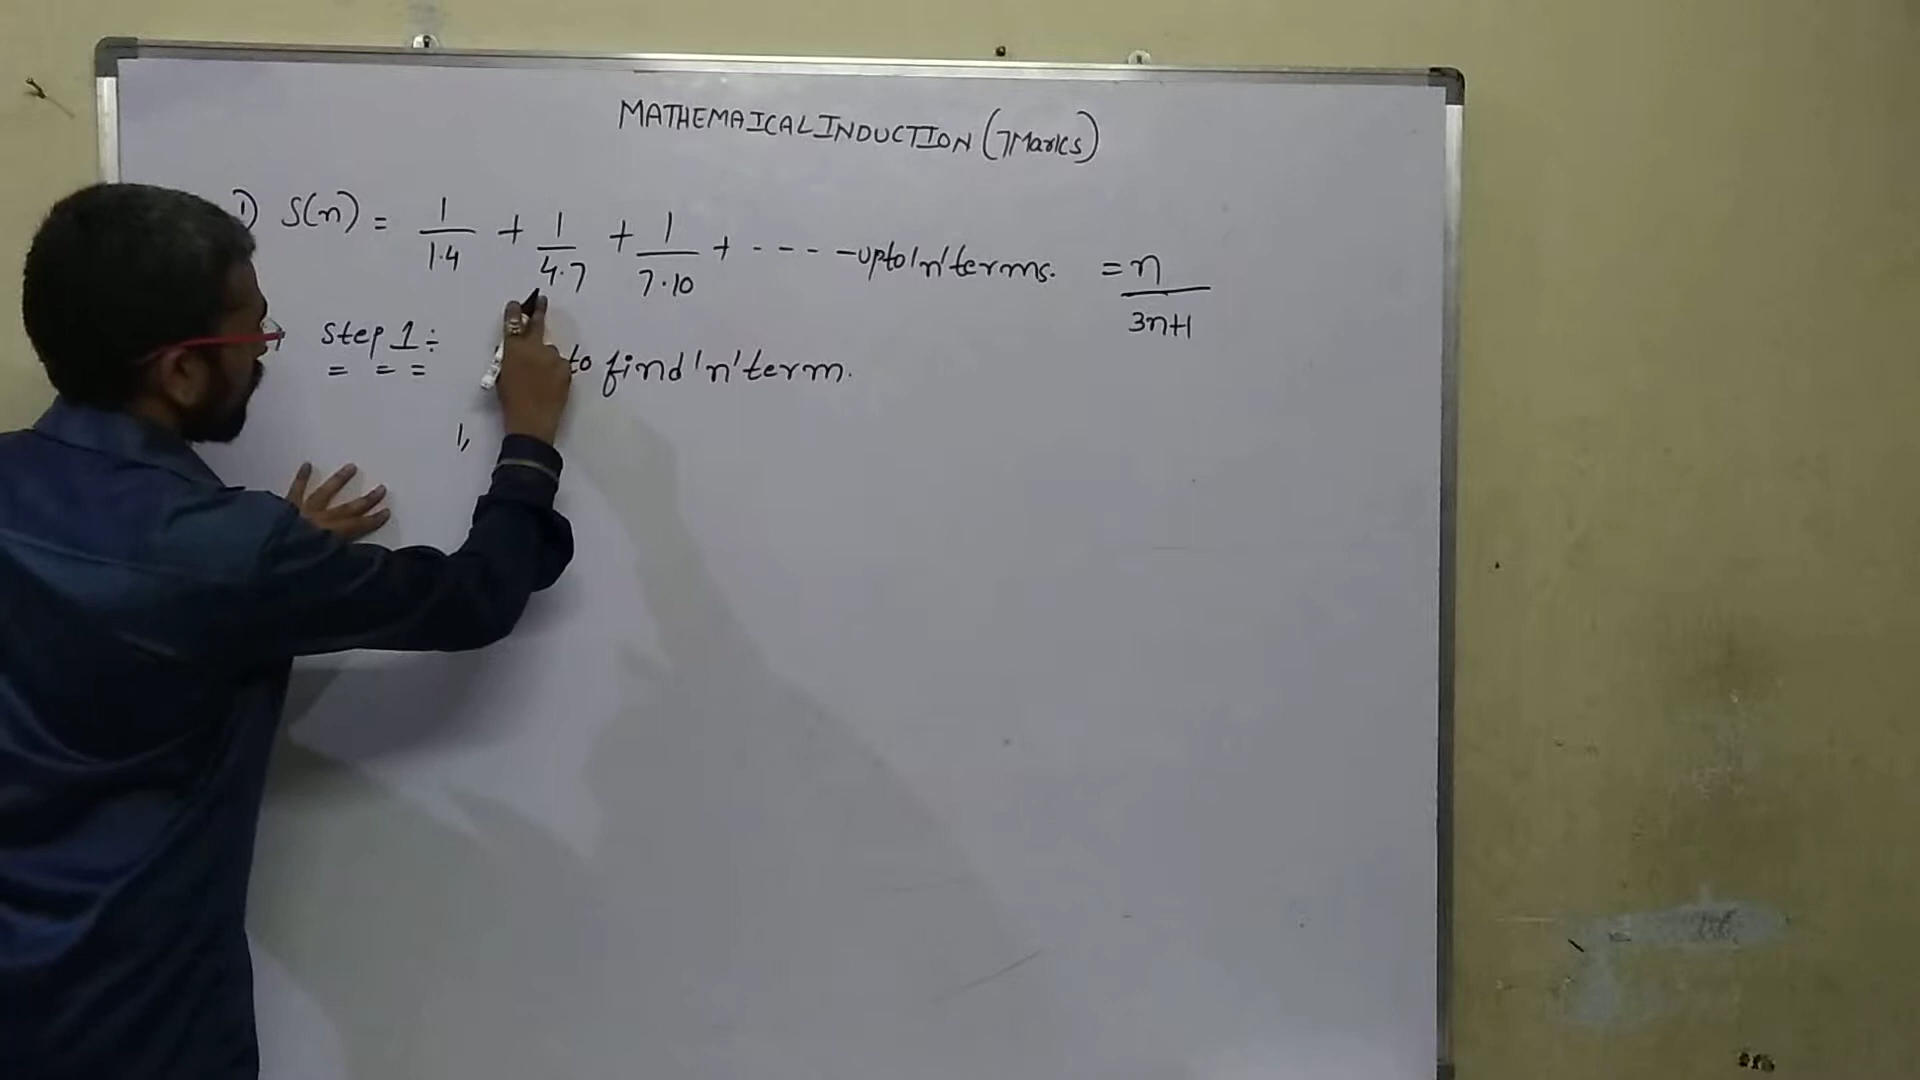 MATHEMAICAL INDUCTION (7Marks)
1) S(n) = 1/1·4 + 1/4·7 + 1/7·10 + - - - - upto 'n' terms. = n/3n+1
Step 1 ÷ to find 'n' term.
1,